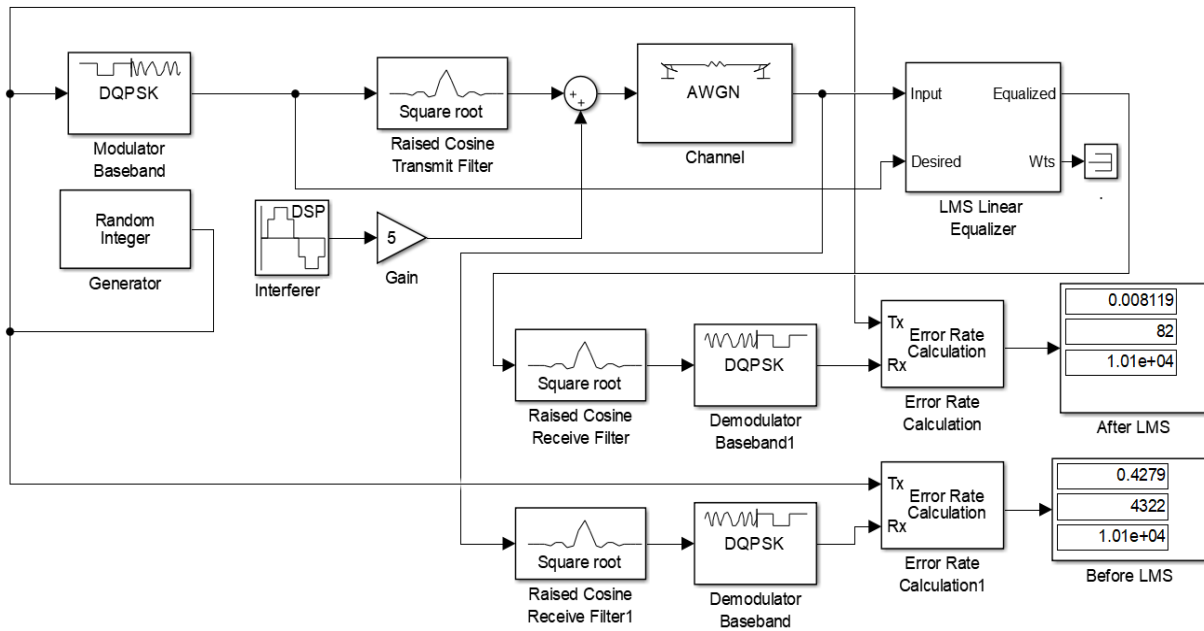 DQPSK
Modulator
Baseband
Random
Integer
Generator
DSP
Interferer
5
Gain
Square root
Raised Cosine
Transmit Filter
+
+
AWGN
Channel
Input
Equalized
Desired
Wts
LMS Linear
Equalizer
.
Square root
Raised Cosine
Receive Filter
DQPSK
Demodulator
Baseband1
Tx
Rx
Error Rate
Calculation
Error Rate
Calculation
0.008119
82
1.01e+04
After LMS
Square root
Raised Cosine
Receive Filter1
DQPSK
Demodulator
Baseband
Tx
Rx
Error Rate
Calculation
Error Rate
Calculation1
0.4279
4322
1.01e+04
Before LMS